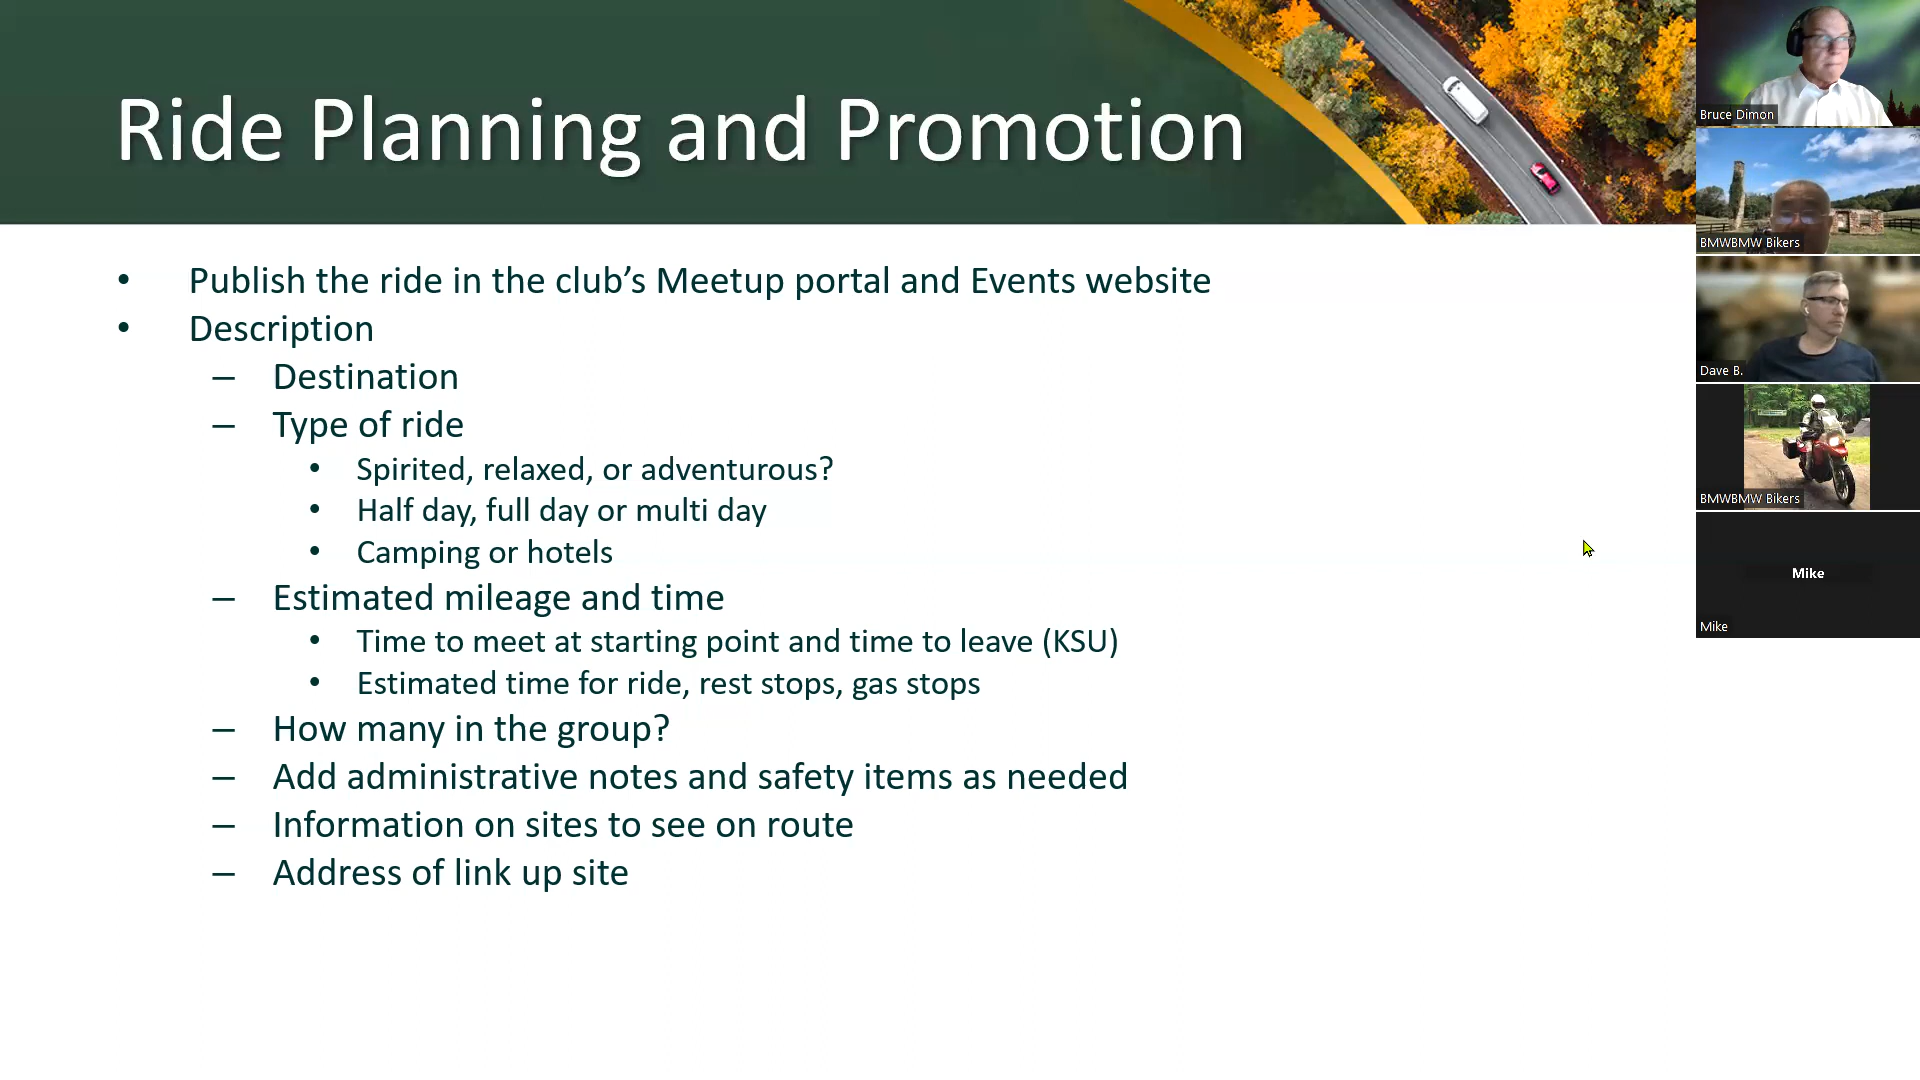 Ride Planning and Promotion
• Publish the ride in the club’s Meetup portal and Events website
• Description
– Destination
– Type of ride
• Spirited, relaxed, or adventurous?
• Half day, full day or multi day
• Camping or hotels
– Estimated mileage and time
• Time to meet at starting point and time to leave (KSU)
• Estimated time for ride, rest stops, gas stops
– How many in the group?
– Add administrative notes and safety items as needed
– Information on sites to see on route
– Address of link up site
Bruce Dimon
BMWBMW Bikers
Dave B.
BMWBMW Bikers
Mike
Mike